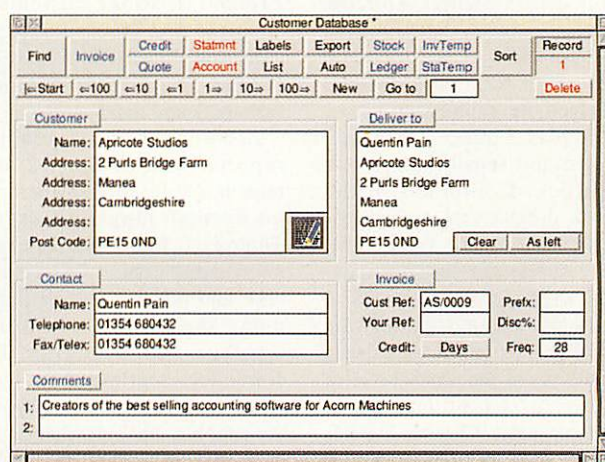 Customer Database *
Find Invoice Credit Statmnt Labels Export Stock InvTemp Sort Record
Quote Account List Auto Ledger StaTemp 1
|⇐Start ⇐100 ⇐10 ⇐1 1⇒ 10⇒ 100⇒ New Go to 1 Delete
Customer
Name: Apricote Studios
Address: 2 Purls Bridge Farm
Address: Manea
Address: Cambridgeshire
Address:
Post Code: PE15 0ND
Deliver to
Quentin Pain
Apricote Studios
2 Purls Bridge Farm
Manea
Cambridgeshire
PE15 0ND Clear As left
Contact
Name: Quentin Pain
Telephone: 01354 680432
Fax/Telex: 01354 680432
Invoice
Cust Ref: AS/0009 Prefx:
Your Ref: Disc%:
Credit: Days Freq: 28
Comments
1: Creators of the best selling accounting software for Acorn Machines
2: